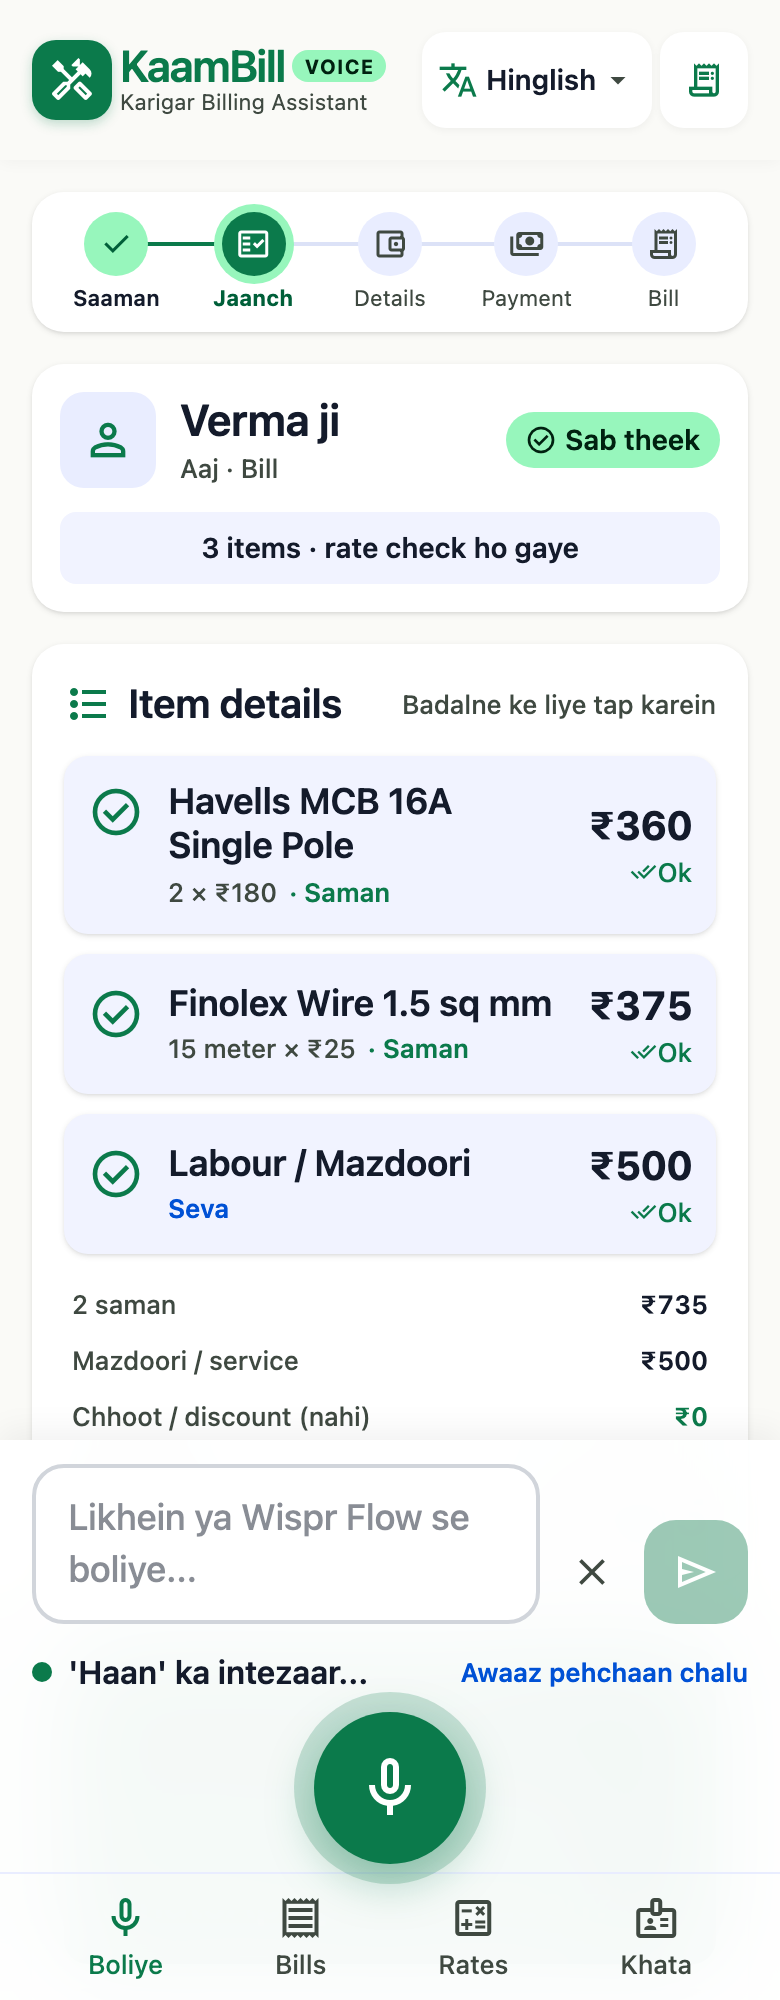 KaamBill VOICE
Karigar Billing Assistant
Hinglish
Saaman
Jaanch
Details
Payment
Bill
Verma ji
Aaj · Bill
Sab theek
3 items · rate check ho gaye
Item details
Badalne ke liye tap karein
Havells MCB 16A
Single Pole
₹360
2 × ₹180 · Saman
Ok
Finolex Wire 1.5 sq mm
₹375
15 meter × ₹25 · Saman
Ok
Labour / Mazdoori
₹500
Seva
Ok
2 saman ₹735
Mazdoori / service ₹500
Chhoot / discount (nahi) ₹0
Likhein ya Wispr Flow se
boliye...
'Haan' ka intezaar...
Awaaz pehchaan chalu
Boliye
Bills
Rates
Khata